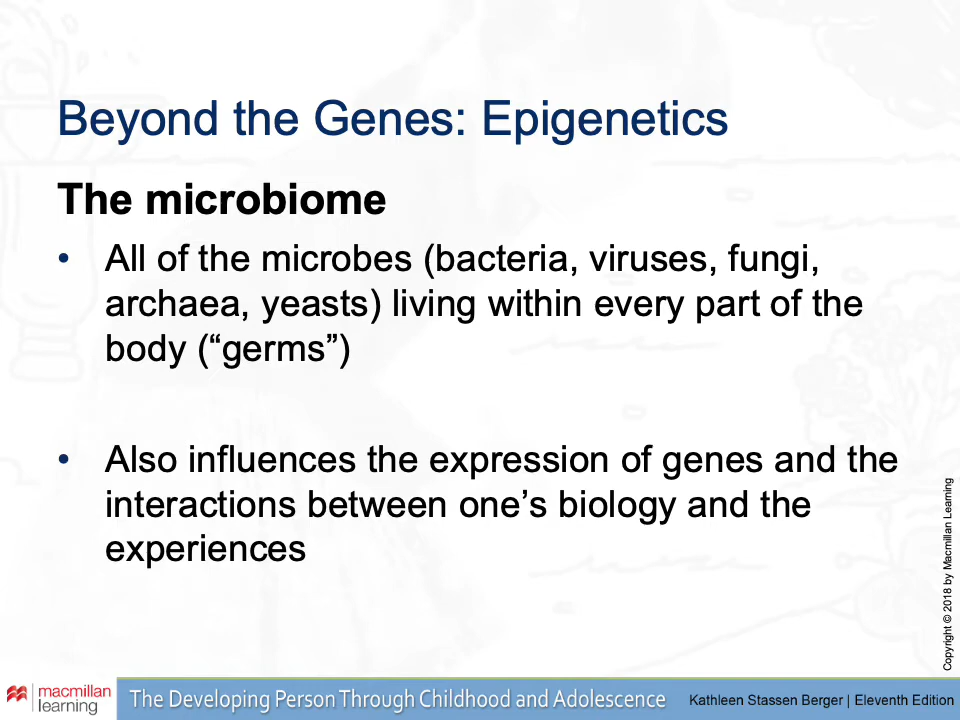 Beyond the Genes: Epigenetics
The microbiome
• All of the microbes (bacteria, viruses, fungi,
archaea, yeasts) living within every part of the
body (“germs”)
• Also influences the expression of genes and the
interactions between one’s biology and the
experiences
Copyright © 2018 by Macmillan Learning
macmillan
learning
The Developing Person Through Childhood and Adolescence
Kathleen Stassen Berger | Eleventh Edition